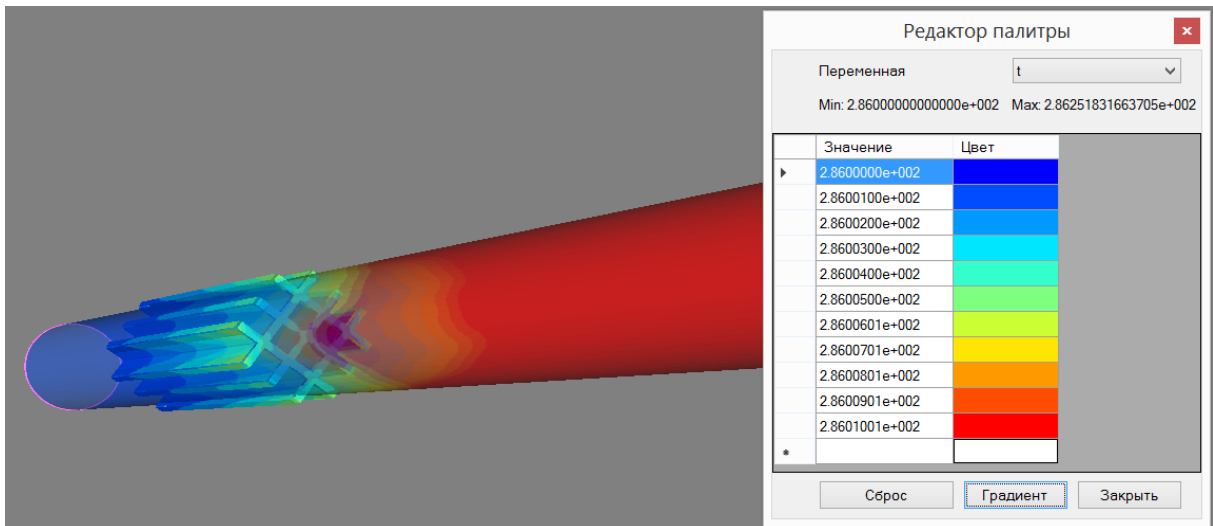 Редактор палитры
x
Переменная t
Min: 2.86000000000000e+002 Max: 2.86251831663705e+002
Значение Цвет
2.8600000e+002
2.8600100e+002
2.8600200e+002
2.8600300e+002
2.8600400e+002
2.8600500e+002
2.8600601e+002
2.8600701e+002
2.8600801e+002
2.8600901e+002
2.8601001e+002
*
Сброс Градиент Закрыть